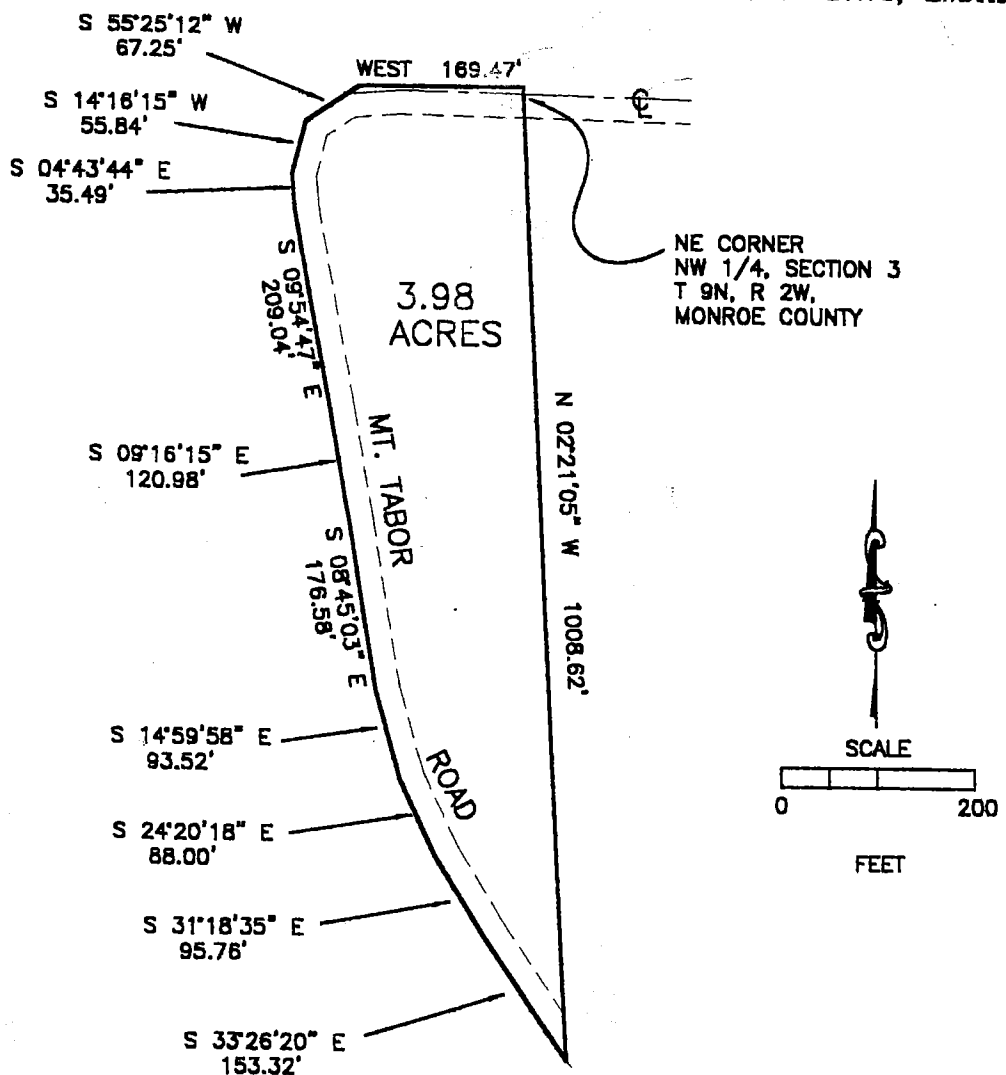 S 55°25'12" W
67.25'
WEST 169.47'
S 14°16'15" W
55.84'
S 04°43'44" E
35.49'
NE CORNER
NW 1/4, SECTION 3
T 9N, R 2W,
MONROE COUNTY
S 09°54'47" E
209.04'
3.98
ACRES
S 09°16'15" E
120.98'
MT. TABOR
ROAD
N 02°21'05" W 1008.62'
S 08°45'03" E
176.58'
S 14°59'58" E
93.52'
SCALE
0 200
FEET
S 24°20'18" E
88.00'
S 31°18'35" E
95.76'
S 33°26'20" E
153.32'